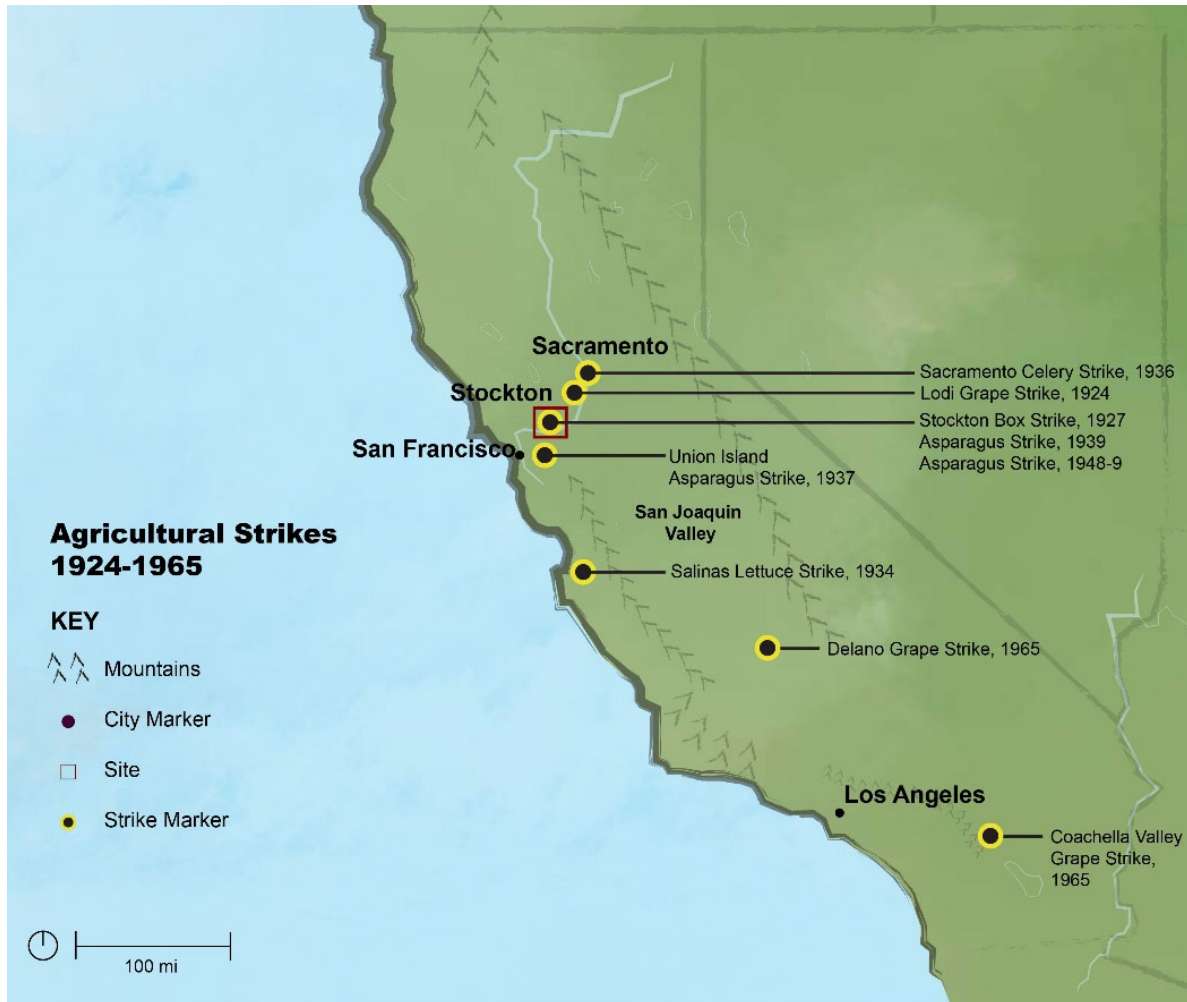 Sacramento
Sacramento Celery Strike, 1936
Lodi Grape Strike, 1924
Stockton
Stockton Box Strike, 1927
Asparagus Strike, 1939
Asparagus Strike, 1948-9
San Francisco
Union Island
Asparagus Strike, 1937
San Joaquin
Valley
Agricultural Strikes
1924-1965
Salinas Lettuce Strike, 1934
KEY
Mountains
City Marker
Site
Strike Marker
Delano Grape Strike, 1965
Los Angeles
Coachella Valley
Grape Strike,
1965
100 mi